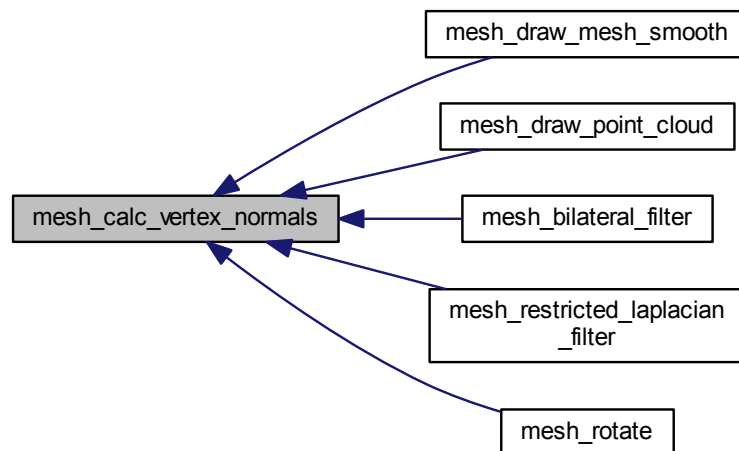 mesh_draw_mesh_smooth
mesh_draw_point_cloud
mesh_calc_vertex_normals
mesh_bilateral_filter
mesh_restricted_laplacian
_filter
mesh_rotate